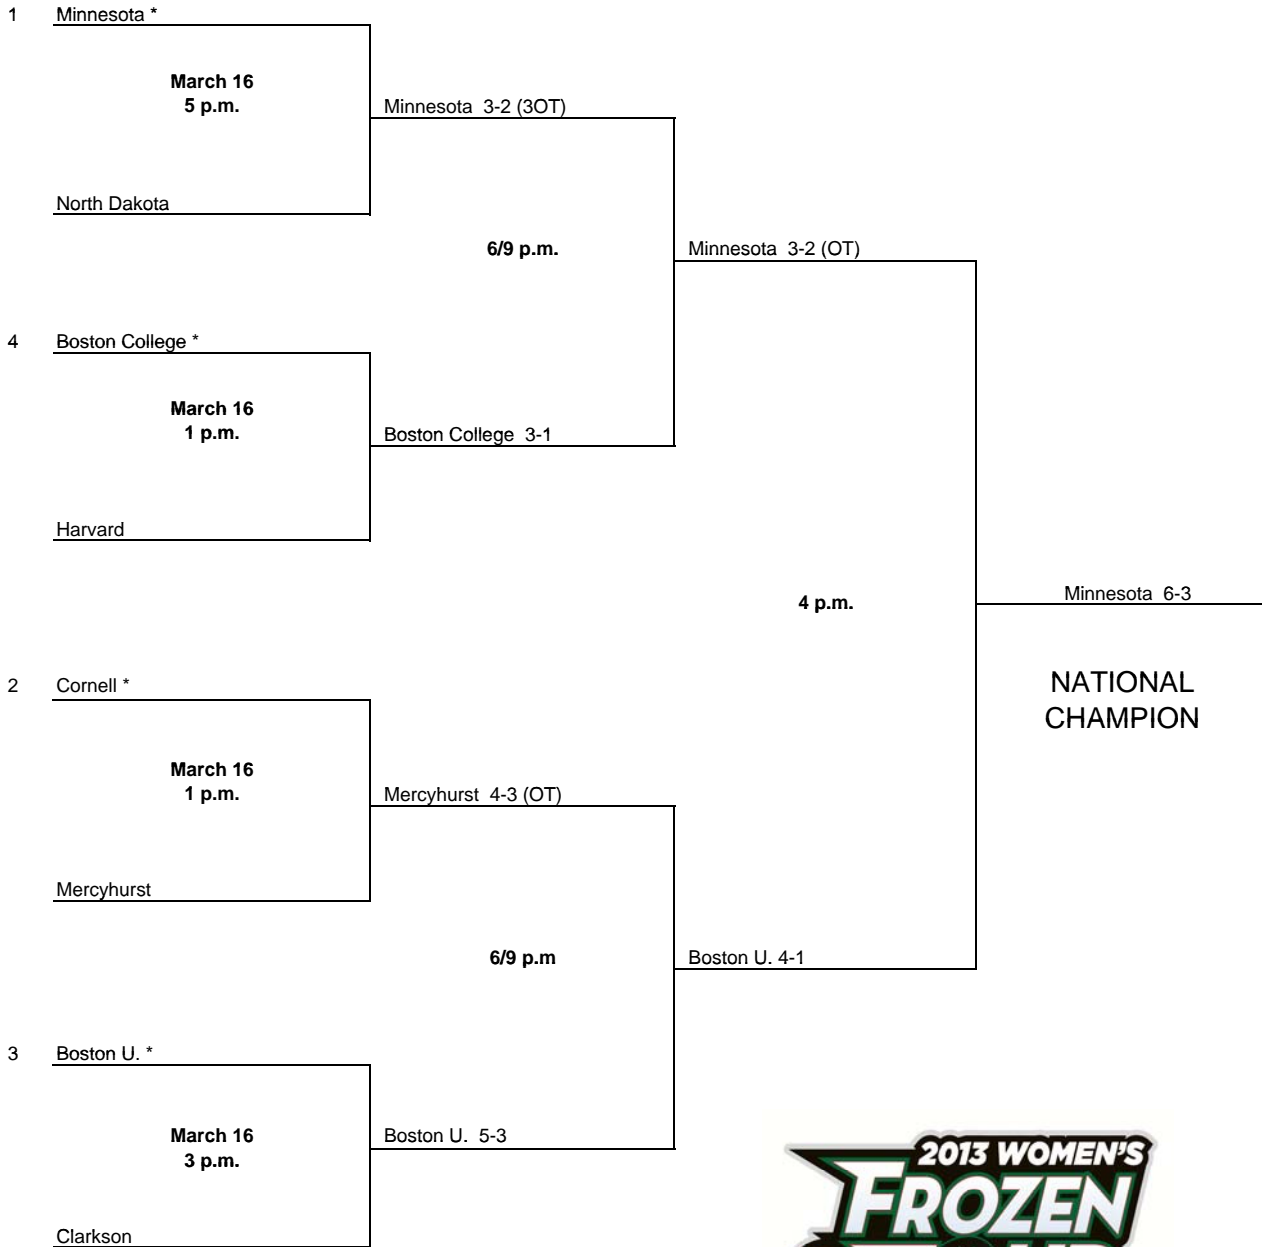 1 Minnesota *
March 16
5 p.m.
Minnesota 3-2 (3OT)
North Dakota
6/9 p.m.
Minnesota 3-2 (OT)
4 Boston College *
March 16
1 p.m.
Boston College 3-1
Harvard
4 p.m.
Minnesota 6-3
NATIONAL
CHAMPION
2 Cornell *
March 16
1 p.m.
Mercyhurst 4-3 (OT)
Mercyhurst
6/9 p.m
Boston U. 4-1
3 Boston U. *
March 16
3 p.m.
Boston U. 5-3
Clarkson
2013 WOMEN'S
FROZEN